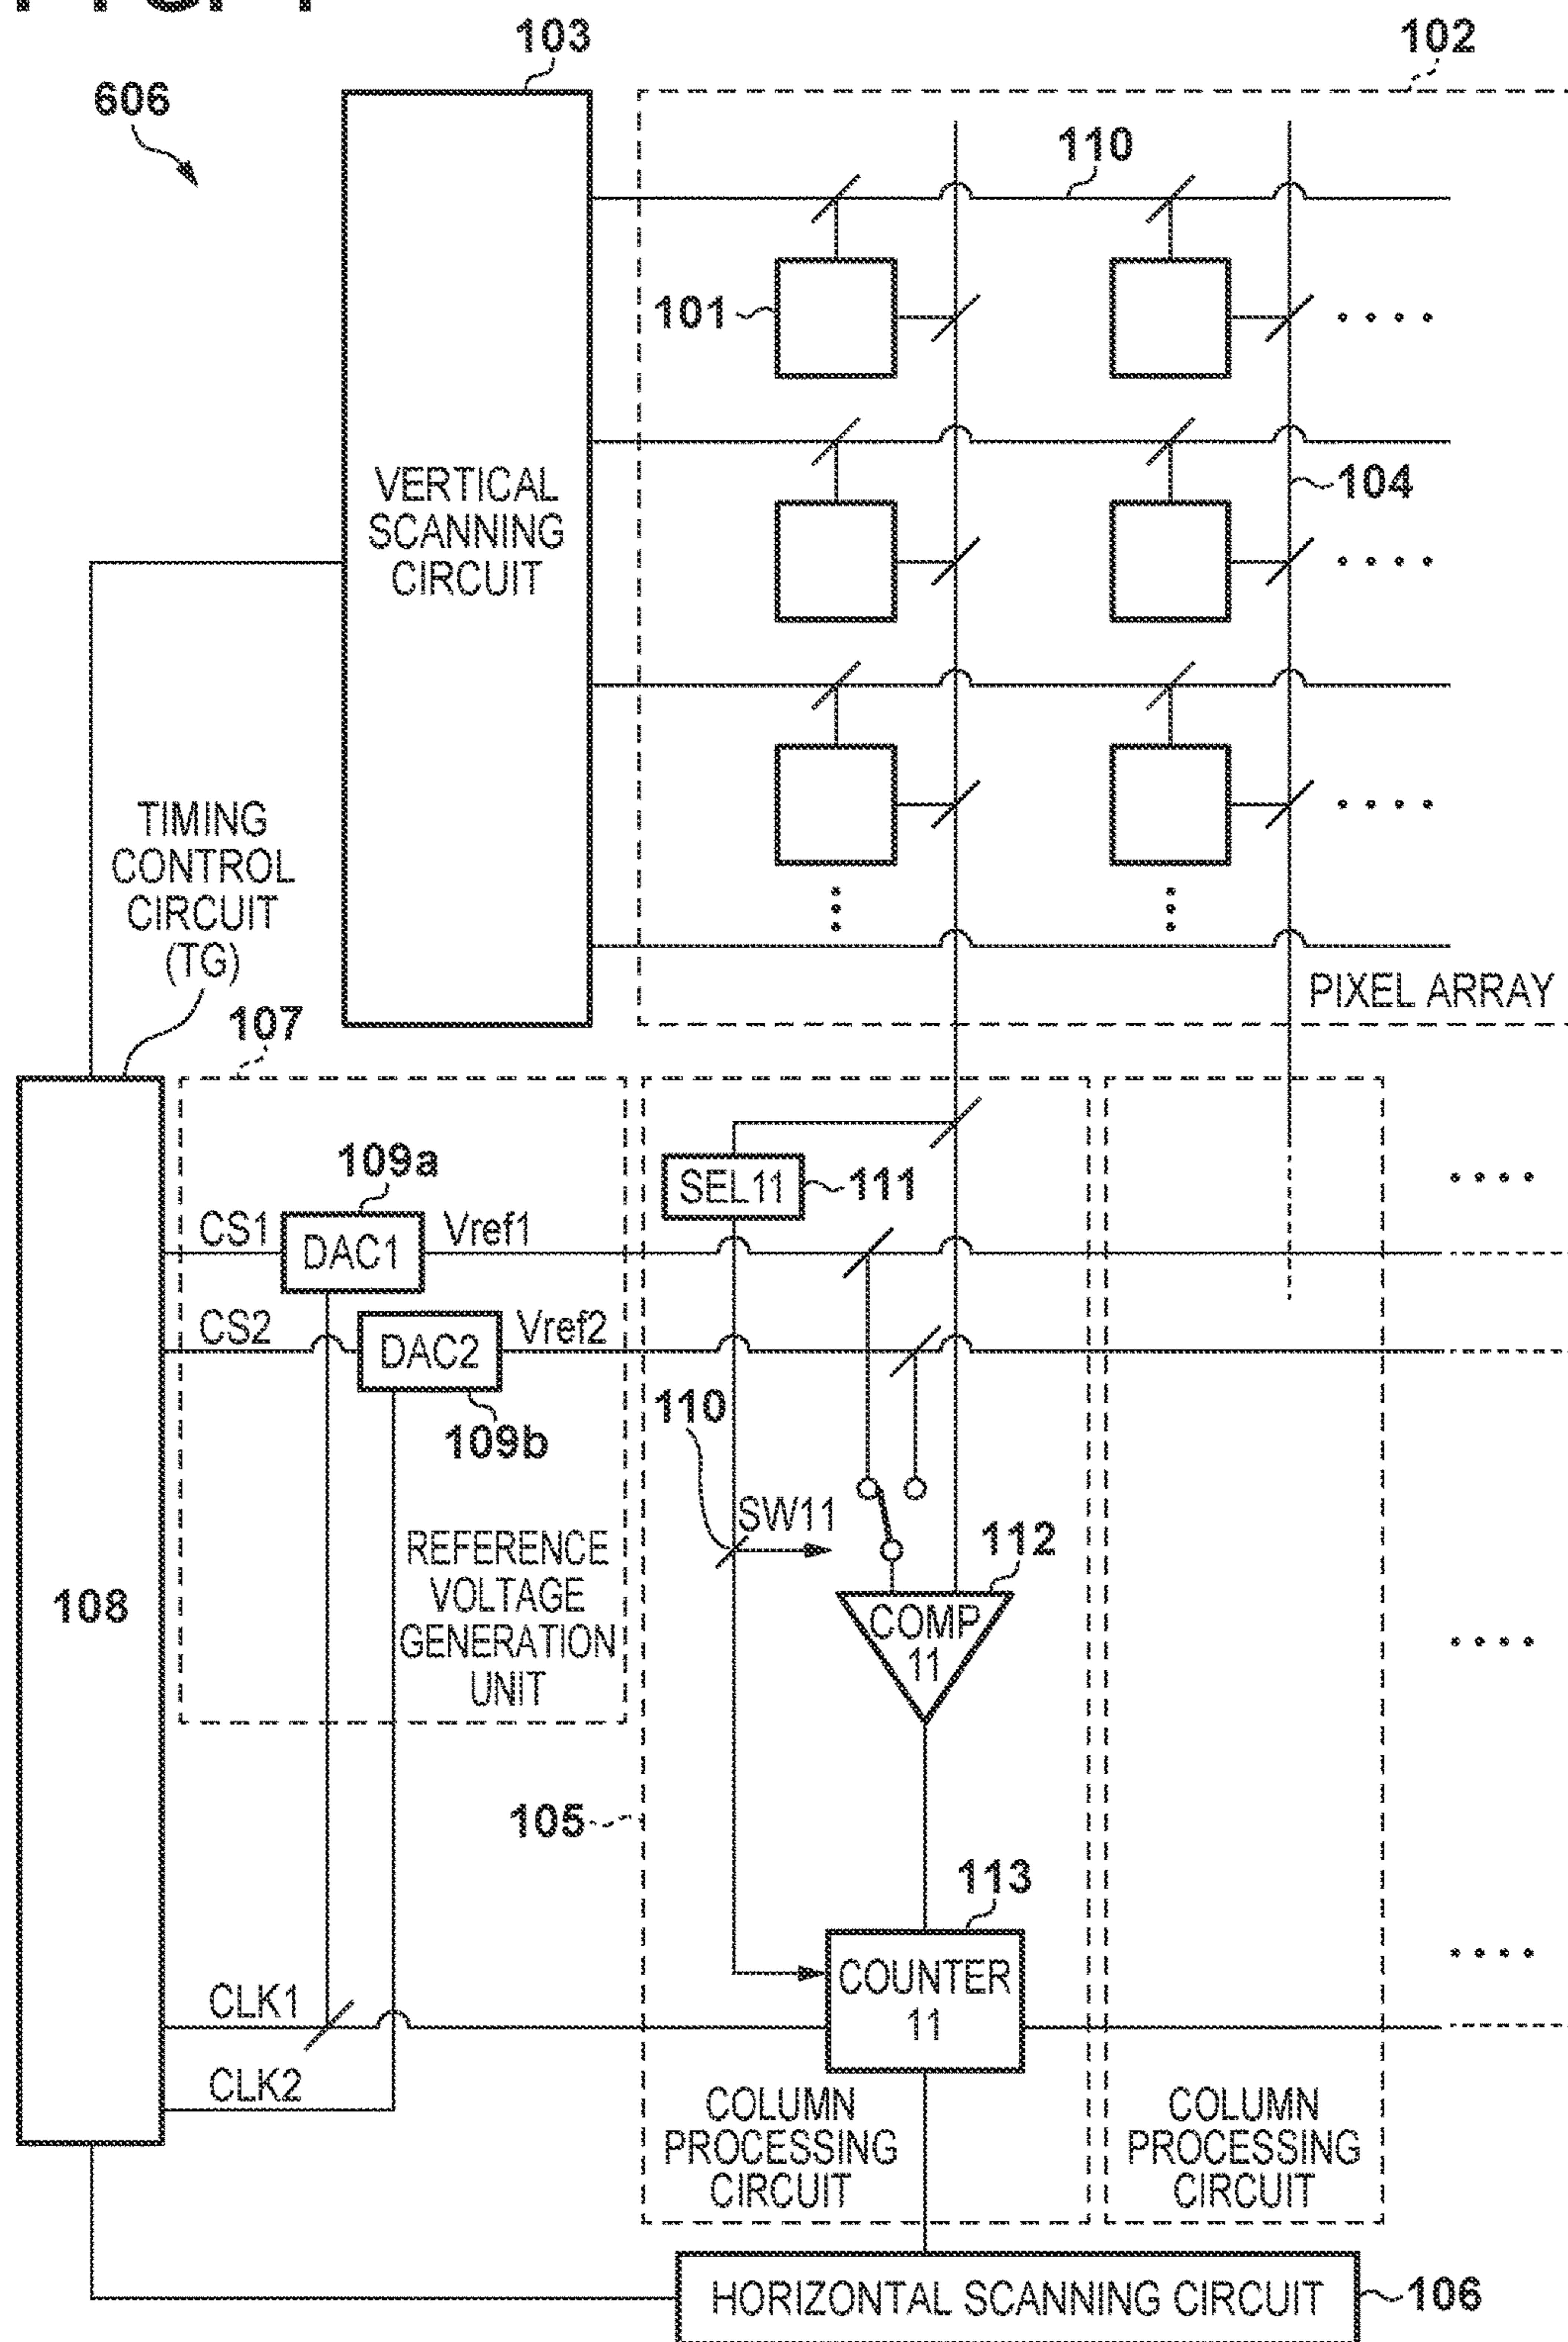 103
102
606
110
101
VERTICAL
SCANNING
CIRCUIT
104
TIMING
CONTROL
CIRCUIT
(TG)
PIXEL ARRAY
107
109a
SEL11
111
CS1
DAC1
Vref1
CS2
DAC2
Vref2
110
109b
SW11
112
REFERENCE
VOLTAGE
GENERATION
UNIT
108
COMP
11
105
113
COUNTER
11
CLK1
CLK2
COLUMN
PROCESSING
CIRCUIT
COLUMN
PROCESSING
CIRCUIT
HORIZONTAL SCANNING CIRCUIT
106